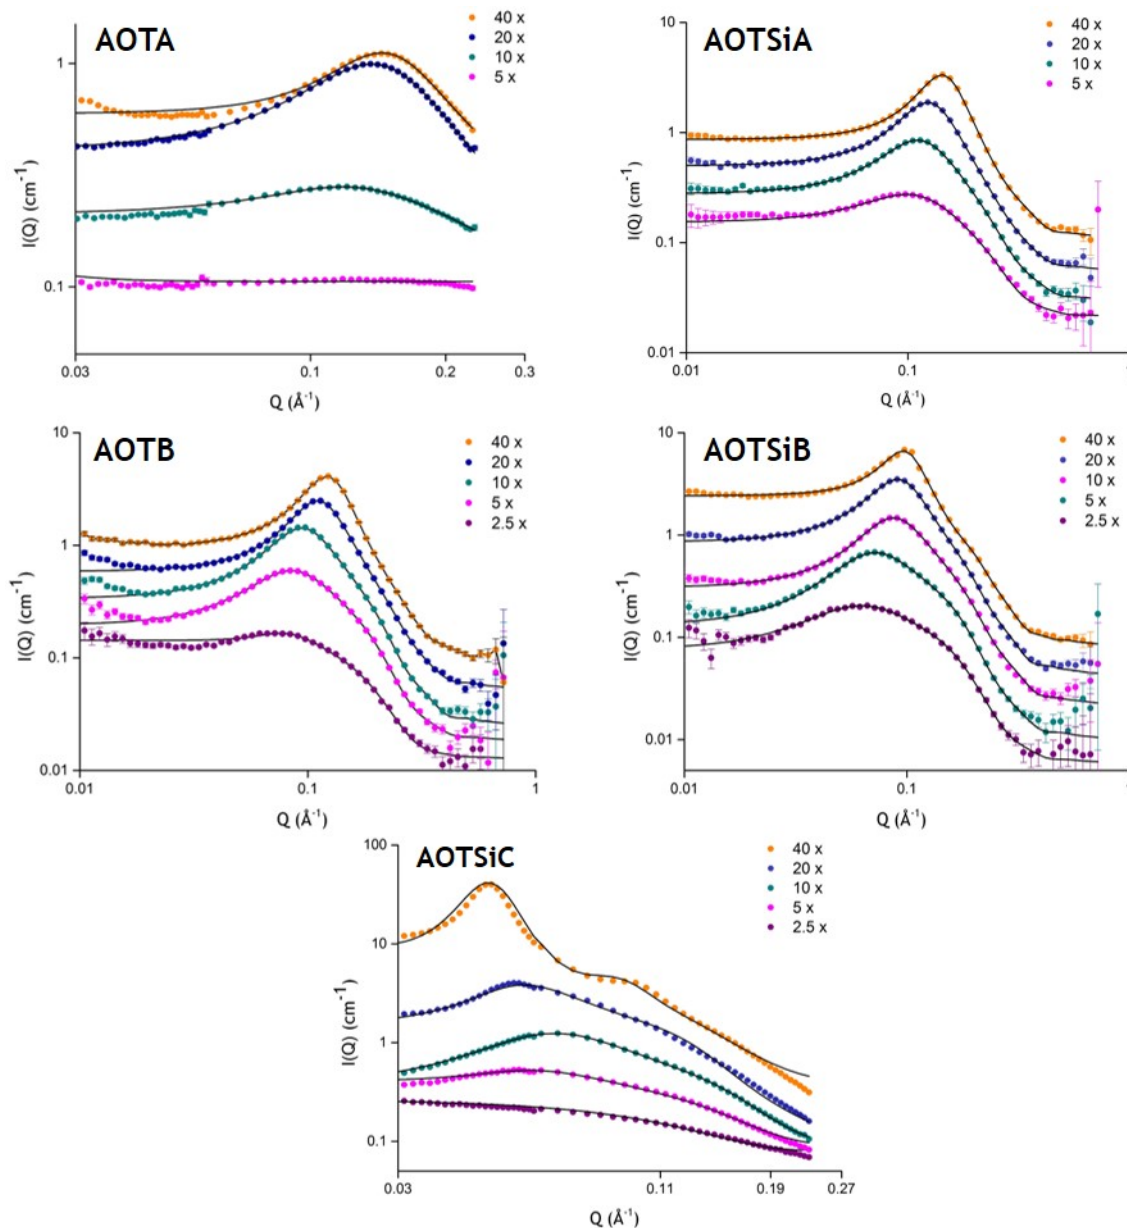 AOTA
40 x
20 x
10 x
5 x
1
0.1
0.03
0.1
0.2
0.3
I(Q) (cm⁻¹)
Q (Å⁻¹)
AOTSiA
40 x
20 x
10 x
5 x
10
1
0.1
0.01
0.01
0.1
1
I(Q) (cm⁻¹)
Q (Å⁻¹)
AOTB
40 x
20 x
10 x
5 x
2.5 x
10
1
0.1
0.01
0.01
0.1
1
I(Q) (cm⁻¹)
Q (Å⁻¹)
AOTSiB
40 x
20 x
10 x
5 x
2.5 x
10
1
0.1
0.01
0.01
0.1
1
I(Q) (cm⁻¹)
Q (Å⁻¹)
AOTSiC
40 x
20 x
10 x
5 x
2.5 x
100
10
1
0.1
0.03
0.11
0.19
0.27
I(Q) (cm⁻¹)
Q (Å⁻¹)